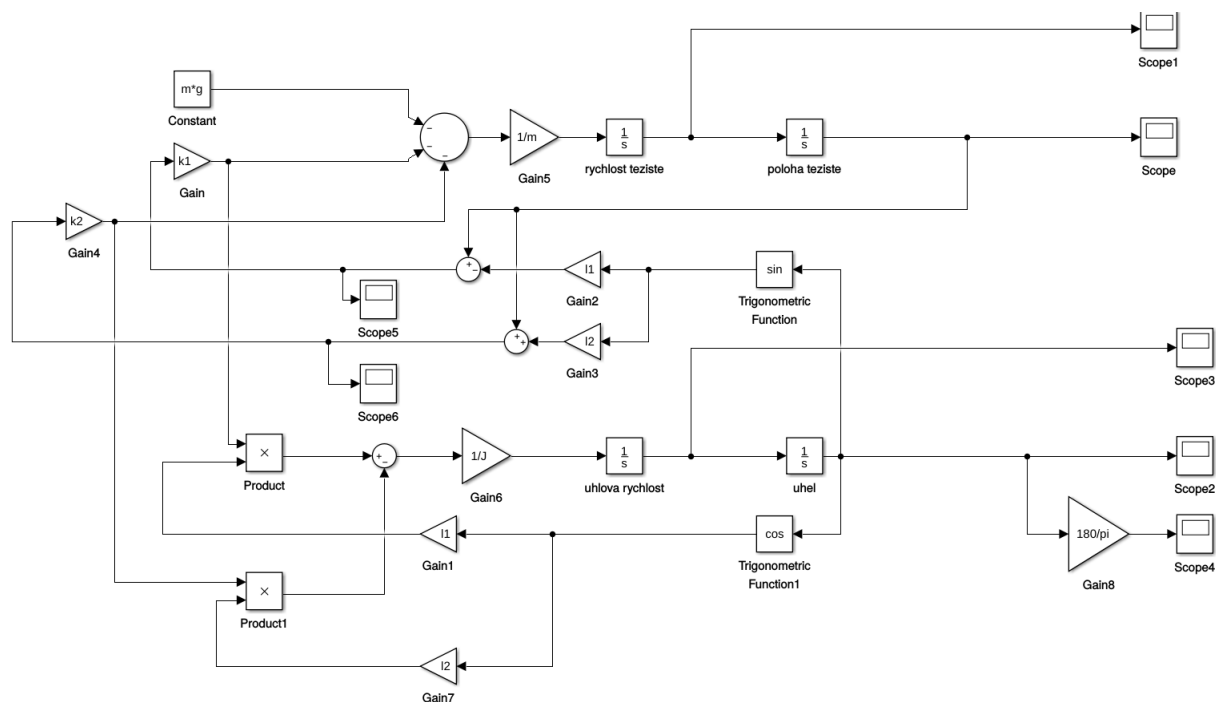 Scope1
m*g
Constant
1/m
Gain5
1
s
rychlost teziste
1
s
poloha teziste
Scope
k1
Gain
k2
Gain4
l1
Gain2
sin
Trigonometric
Function
Scope5
l2
Gain3
Scope6
Scope3
×
Product
1/J
Gain6
1
s
uhlova rychlost
1
s
uhel
Scope2
l1
Gain1
cos
Trigonometric
Function1
180/pi
Gain8
Scope4
×
Product1
l2
Gain7